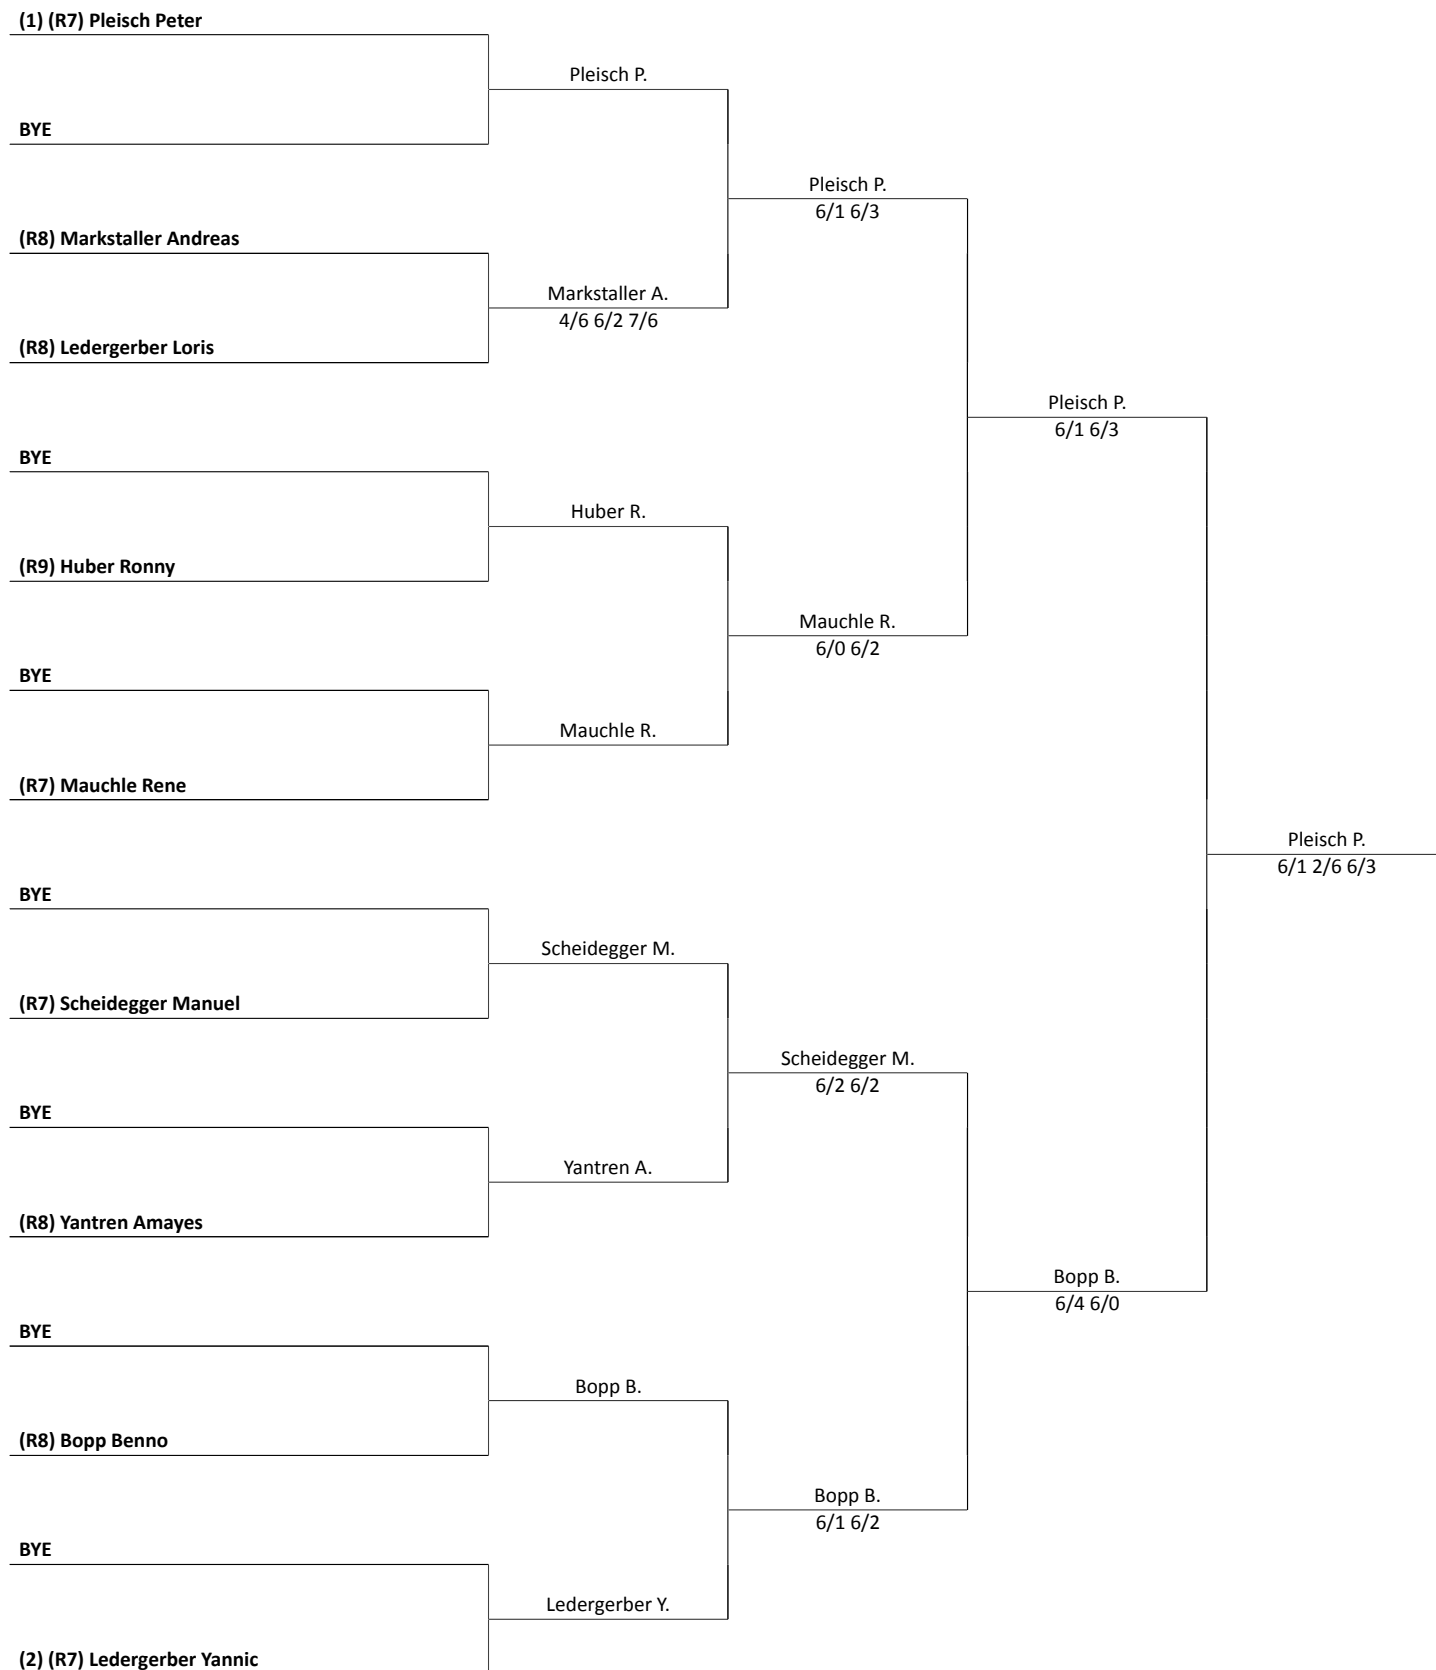 (1) (R7) Pleisch Peter
Pleisch P.
BYE
Pleisch P.
6/1 6/3
(R8) Markstaller Andreas
Markstaller A.
4/6 6/2 7/6
(R8) Ledergerber Loris
Pleisch P.
6/1 6/3
BYE
Huber R.
(R9) Huber Ronny
Mauchle R.
6/0 6/2
BYE
Mauchle R.
(R7) Mauchle Rene
Pleisch P.
6/1 2/6 6/3
BYE
Scheidegger M.
(R7) Scheidegger Manuel
Scheidegger M.
6/2 6/2
BYE
Yantren A.
(R8) Yantren Amayes
Bopp B.
6/4 6/0
BYE
Bopp B.
(R8) Bopp Benno
Bopp B.
6/1 6/2
BYE
Ledergerber Y.
(2) (R7) Ledergerber Yannic